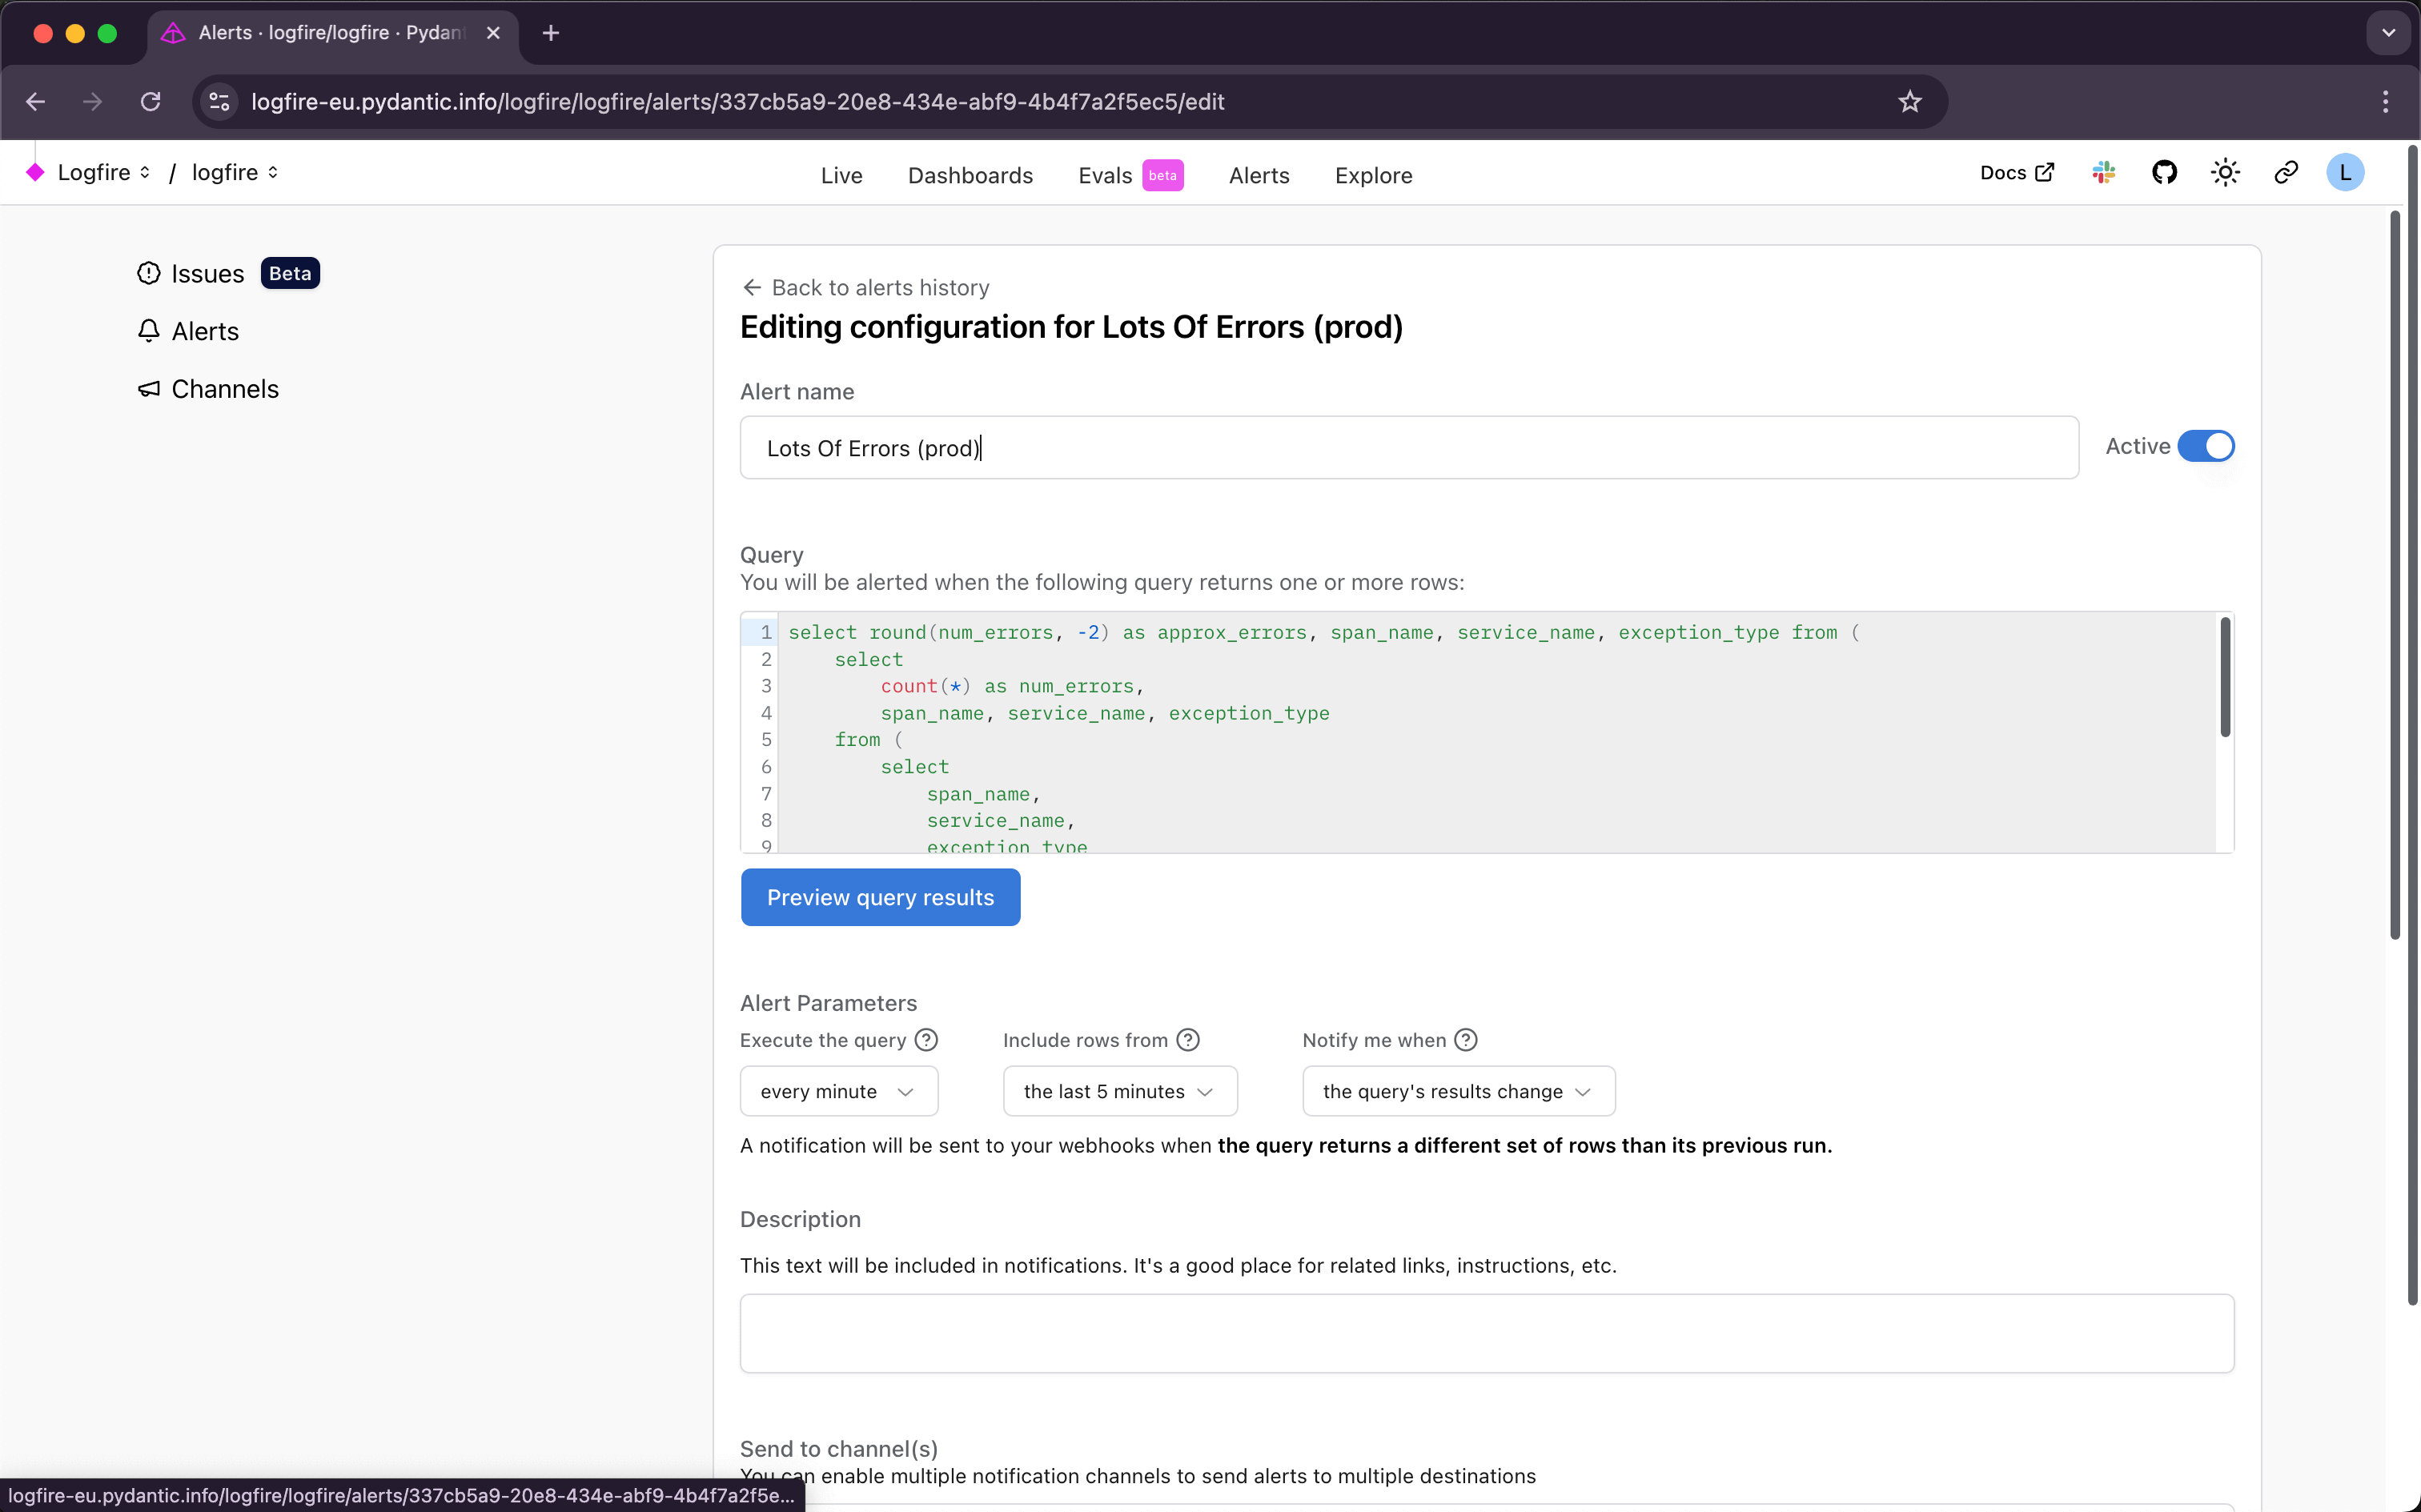 Alerts · logfire/logfire · Pydant
logfire-eu.pydantic.info/logfire/logfire/alerts/337cb5a9-20e8-434e-abf9-4b4f7a2f5ec5/edit
Logfire / logfire
Live Dashboards Evals beta Alerts Explore
Docs
L
Issues Beta
Alerts
Channels
Back to alerts history
Editing configuration for Lots Of Errors (prod)
Alert name
Lots Of Errors (prod)
Active
Query
You will be alerted when the following query returns one or more rows:
1 select round(num_errors, -2) as approx_errors, span_name, service_name, exception_type from (
2 select
3 count(*) as num_errors,
4 span_name, service_name, exception_type
5 from (
6 select
7 span_name,
8 service_name,
9 exception_type
Preview query results
Alert Parameters
Execute the query Include rows from Notify me when
every minute the last 5 minutes the query's results change
A notification will be sent to your webhooks when the query returns a different set of rows than its previous run.
Description
This text will be included in notifications. It's a good place for related links, instructions, etc.
Send to channel(s)
You can enable multiple notification channels to send alerts to multiple destinations
logfire-eu.pydantic.info/logfire/logfire/alerts/337cb5a9-20e8-434e-abf9-4b4f7a2f5e...